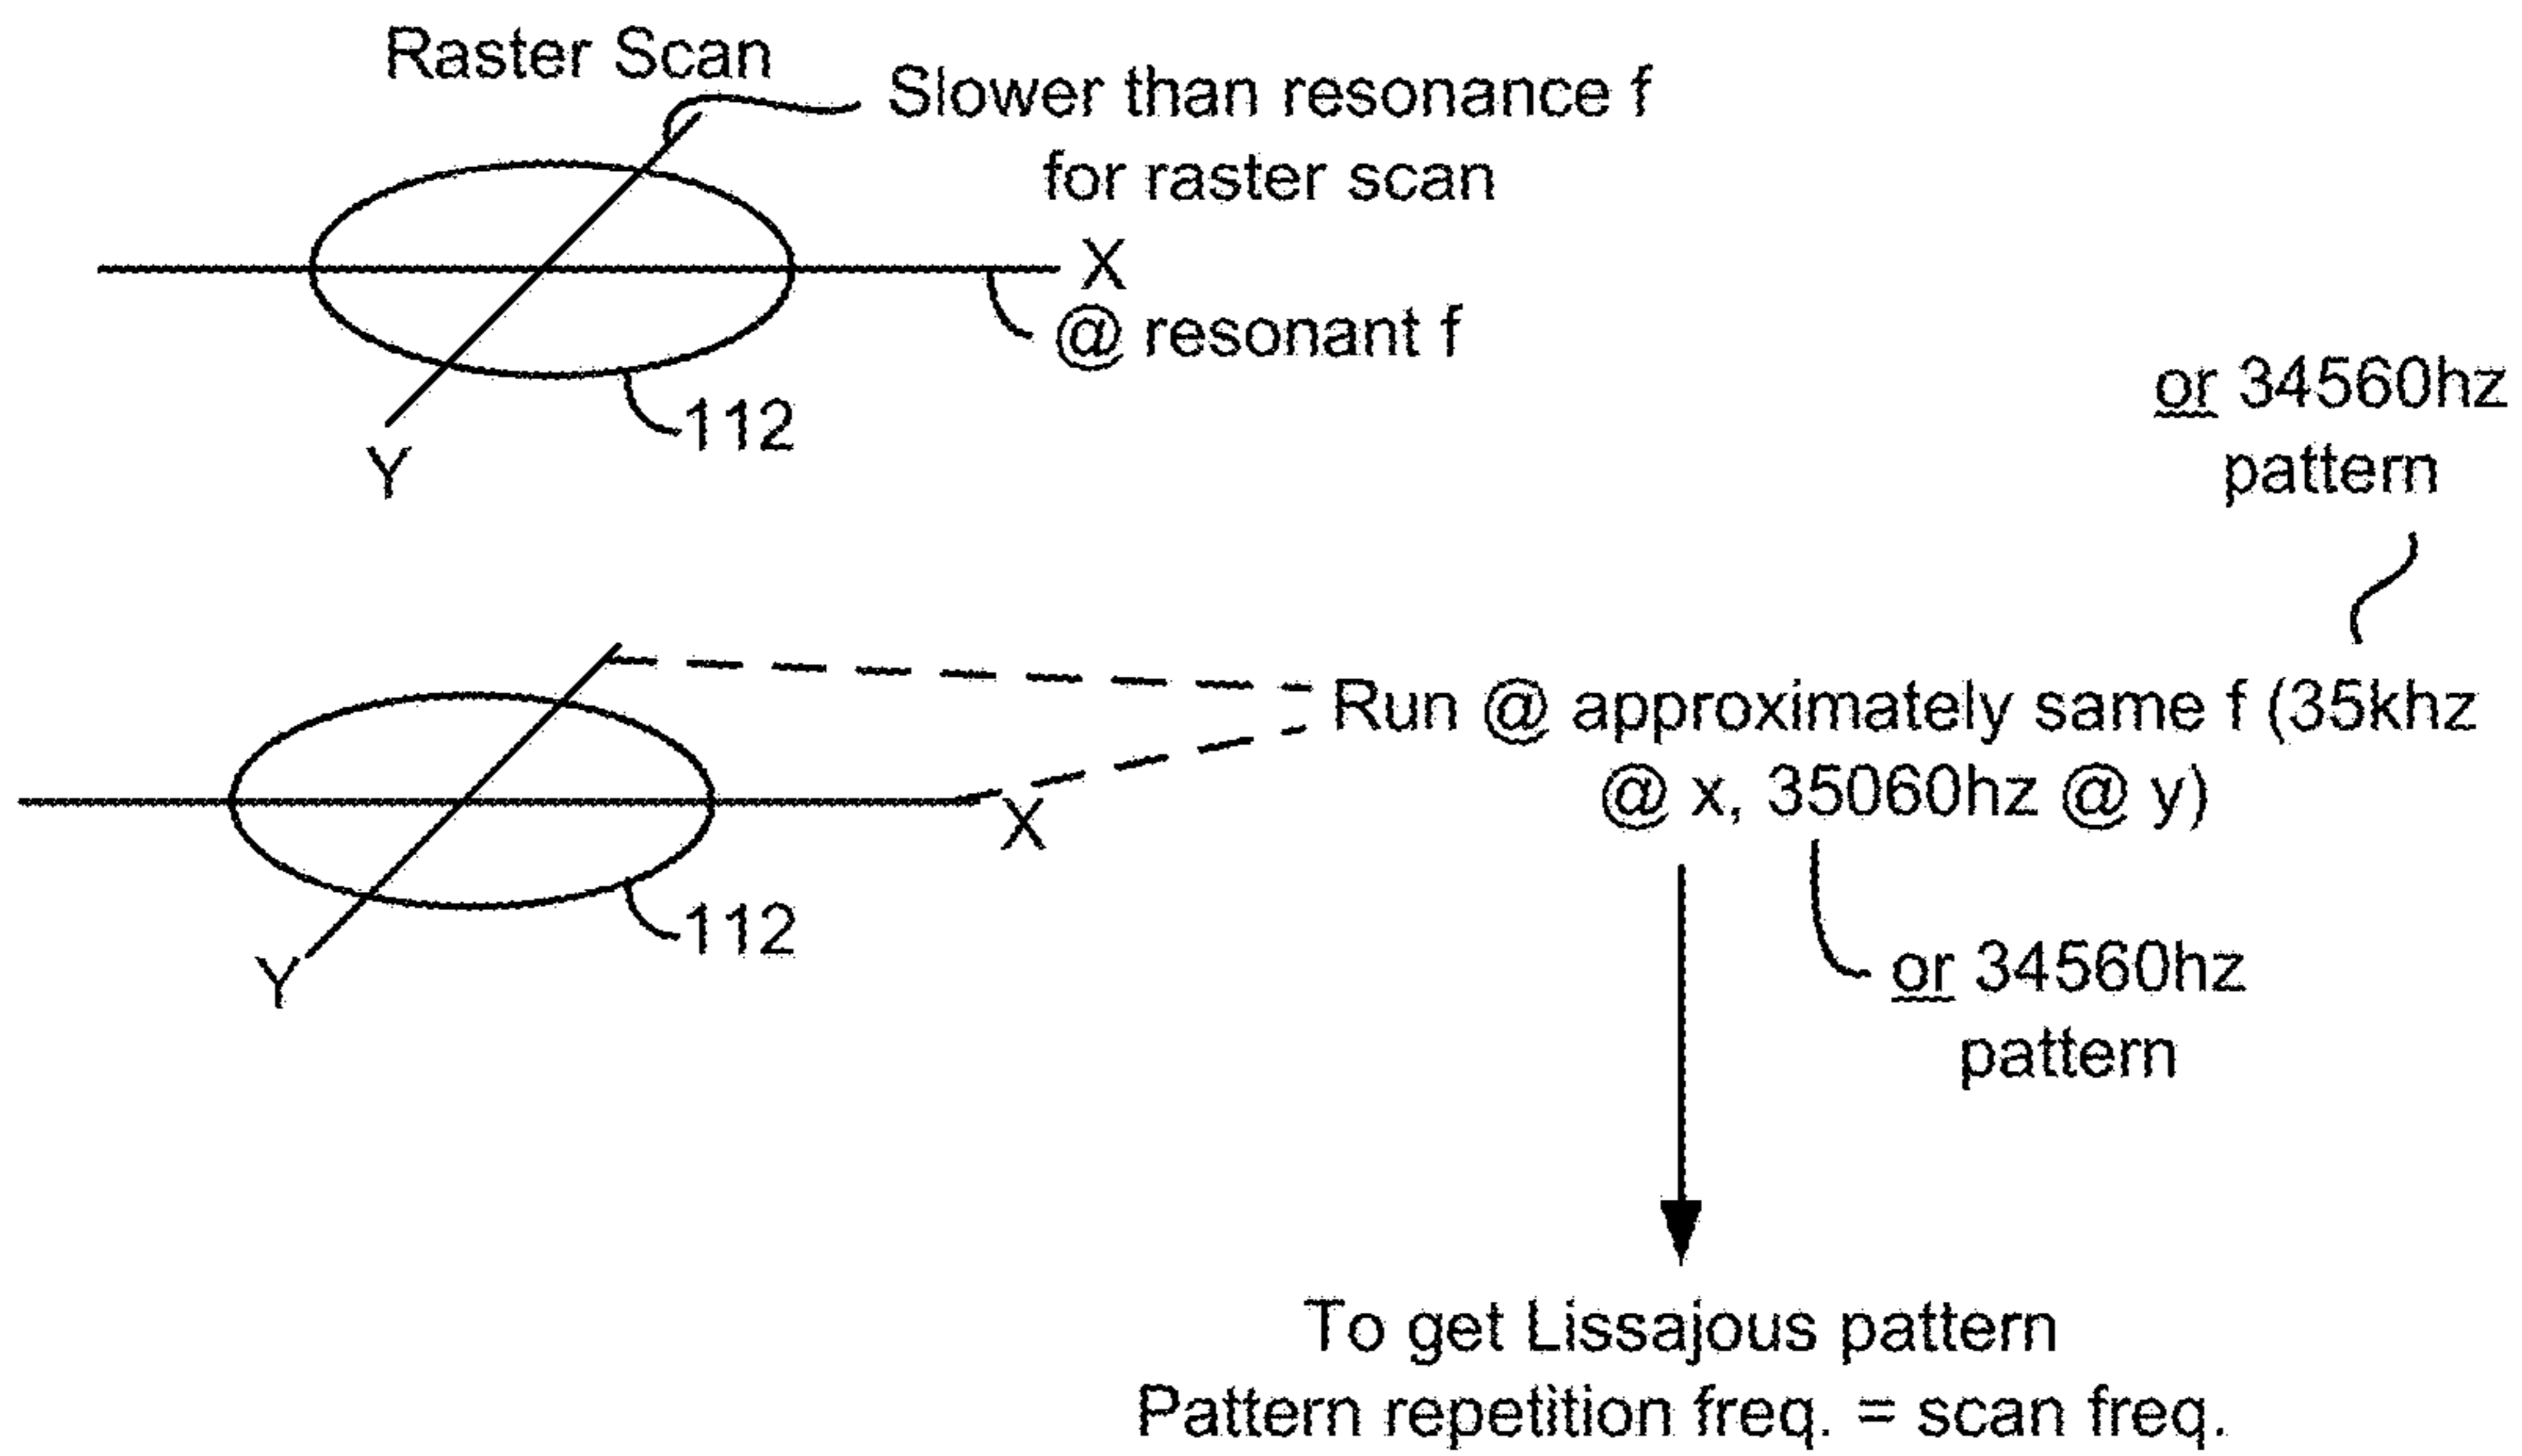 Raster Scan
Slower than resonance f
for raster scan
X
@ resonant f
112
Y
or 34560hz
pattern
Run @ approximately same f (35khz
@ x, 35060hz @ y)
X
112
Y
or 34560hz
pattern
To get Lissajous pattern
Pattern repetition freq. = scan freq.